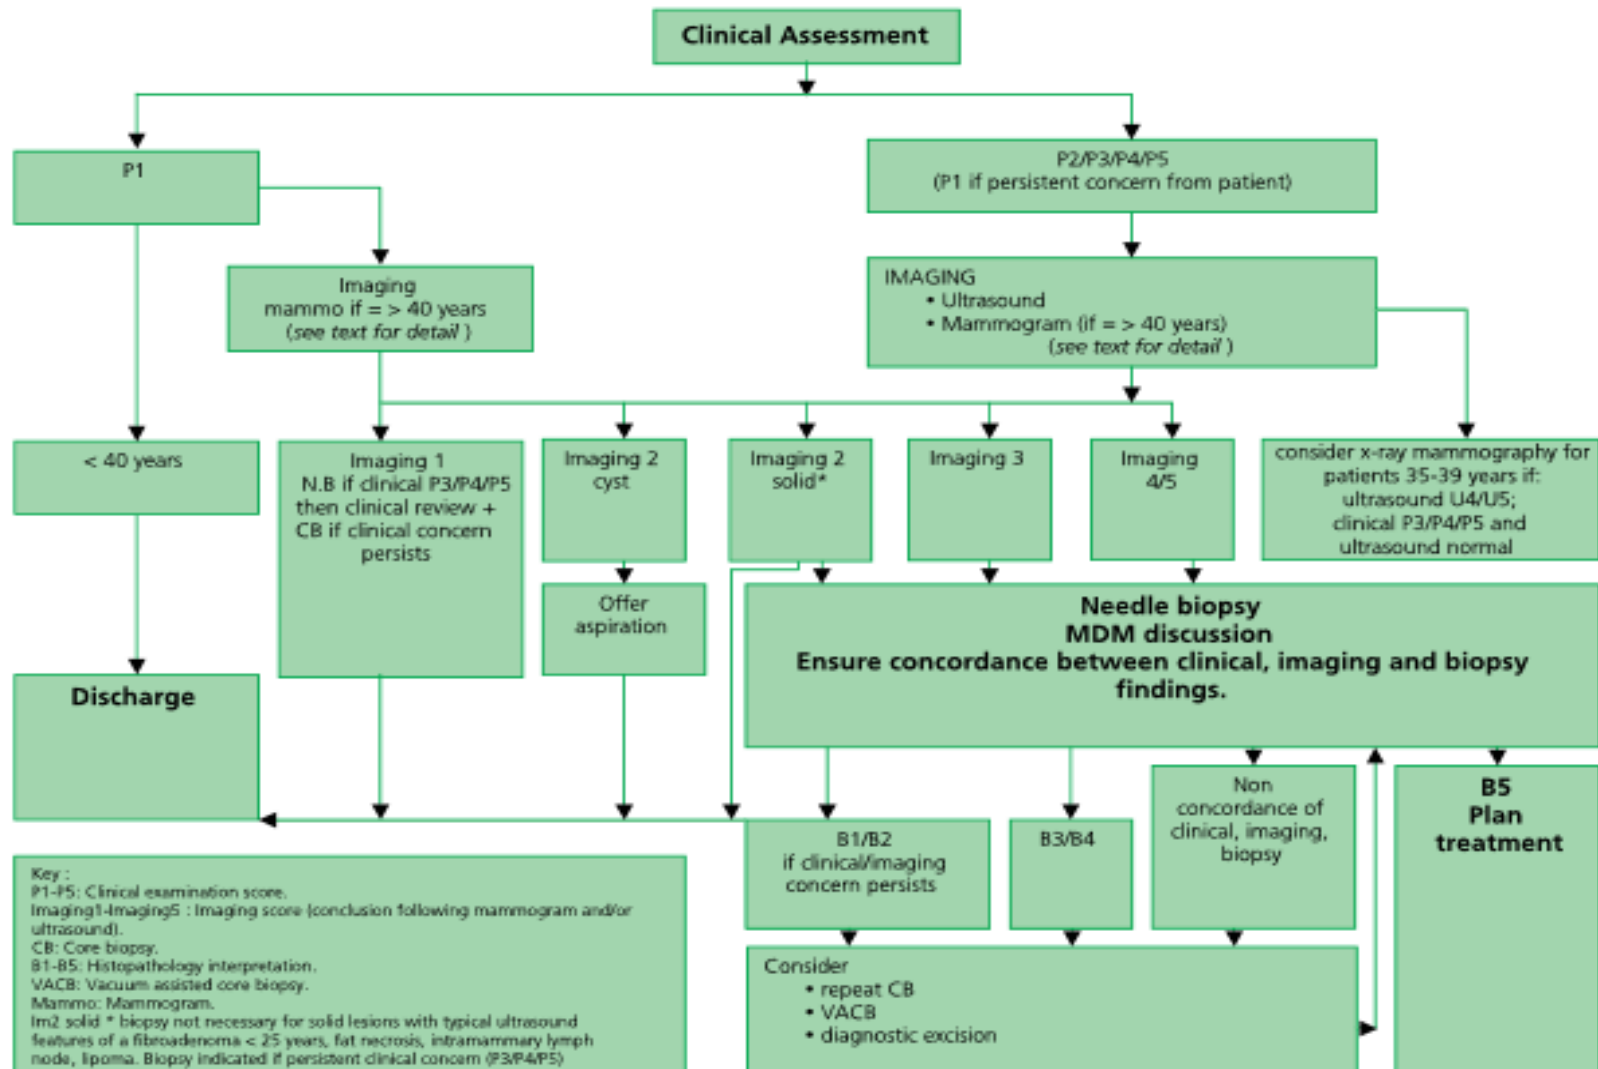 Clinical Assessment
P1
P2/P3/P4/P5
(P1 if persistent concern from patient)
Imaging
mammo if = > 40 years
(see text for detail )
IMAGING
• Ultrasound
• Mammogram (if = > 40 years)
(see text for detail )
< 40 years
Imaging 1
N.B if clinical P3/P4/P5
then clinical review +
CB if clinical concern
persists
Imaging 2
cyst
Imaging 2
solid*
Imaging 3
Imaging
4/5
consider x-ray mammography for
patients 35-39 years if:
ultrasound U4/U5;
clinical P3/P4/P5 and
ultrasound normal
Offer
aspiration
Needle biopsy
MDM discussion
Ensure concordance between clinical, imaging and biopsy
findings.
Discharge
B1/B2
if clinical/imaging
concern persists
B3/B4
Non
concordance of
clinical, imaging,
biopsy
B5
Plan
treatment
Consider
• repeat CB
• VACB
• diagnostic excision
Key :
P1-P5: Clinical examination score.
Imaging1-Imaging5 : Imaging score (conclusion following mammogram and/or
ultrasound).
CB: Core biopsy.
B1-B5: Histopathology interpretation.
VACB: Vacuum assisted core biopsy.
Mammo: Mammogram.
Im2 solid * biopsy not necessary for solid lesions with typical ultrasound
features of a fibroadenoma < 25 years, fat necrosis, intramammary lymph
node, lipoma. Biopsy indicated if persistent clinical concern (P3/P4/P5)